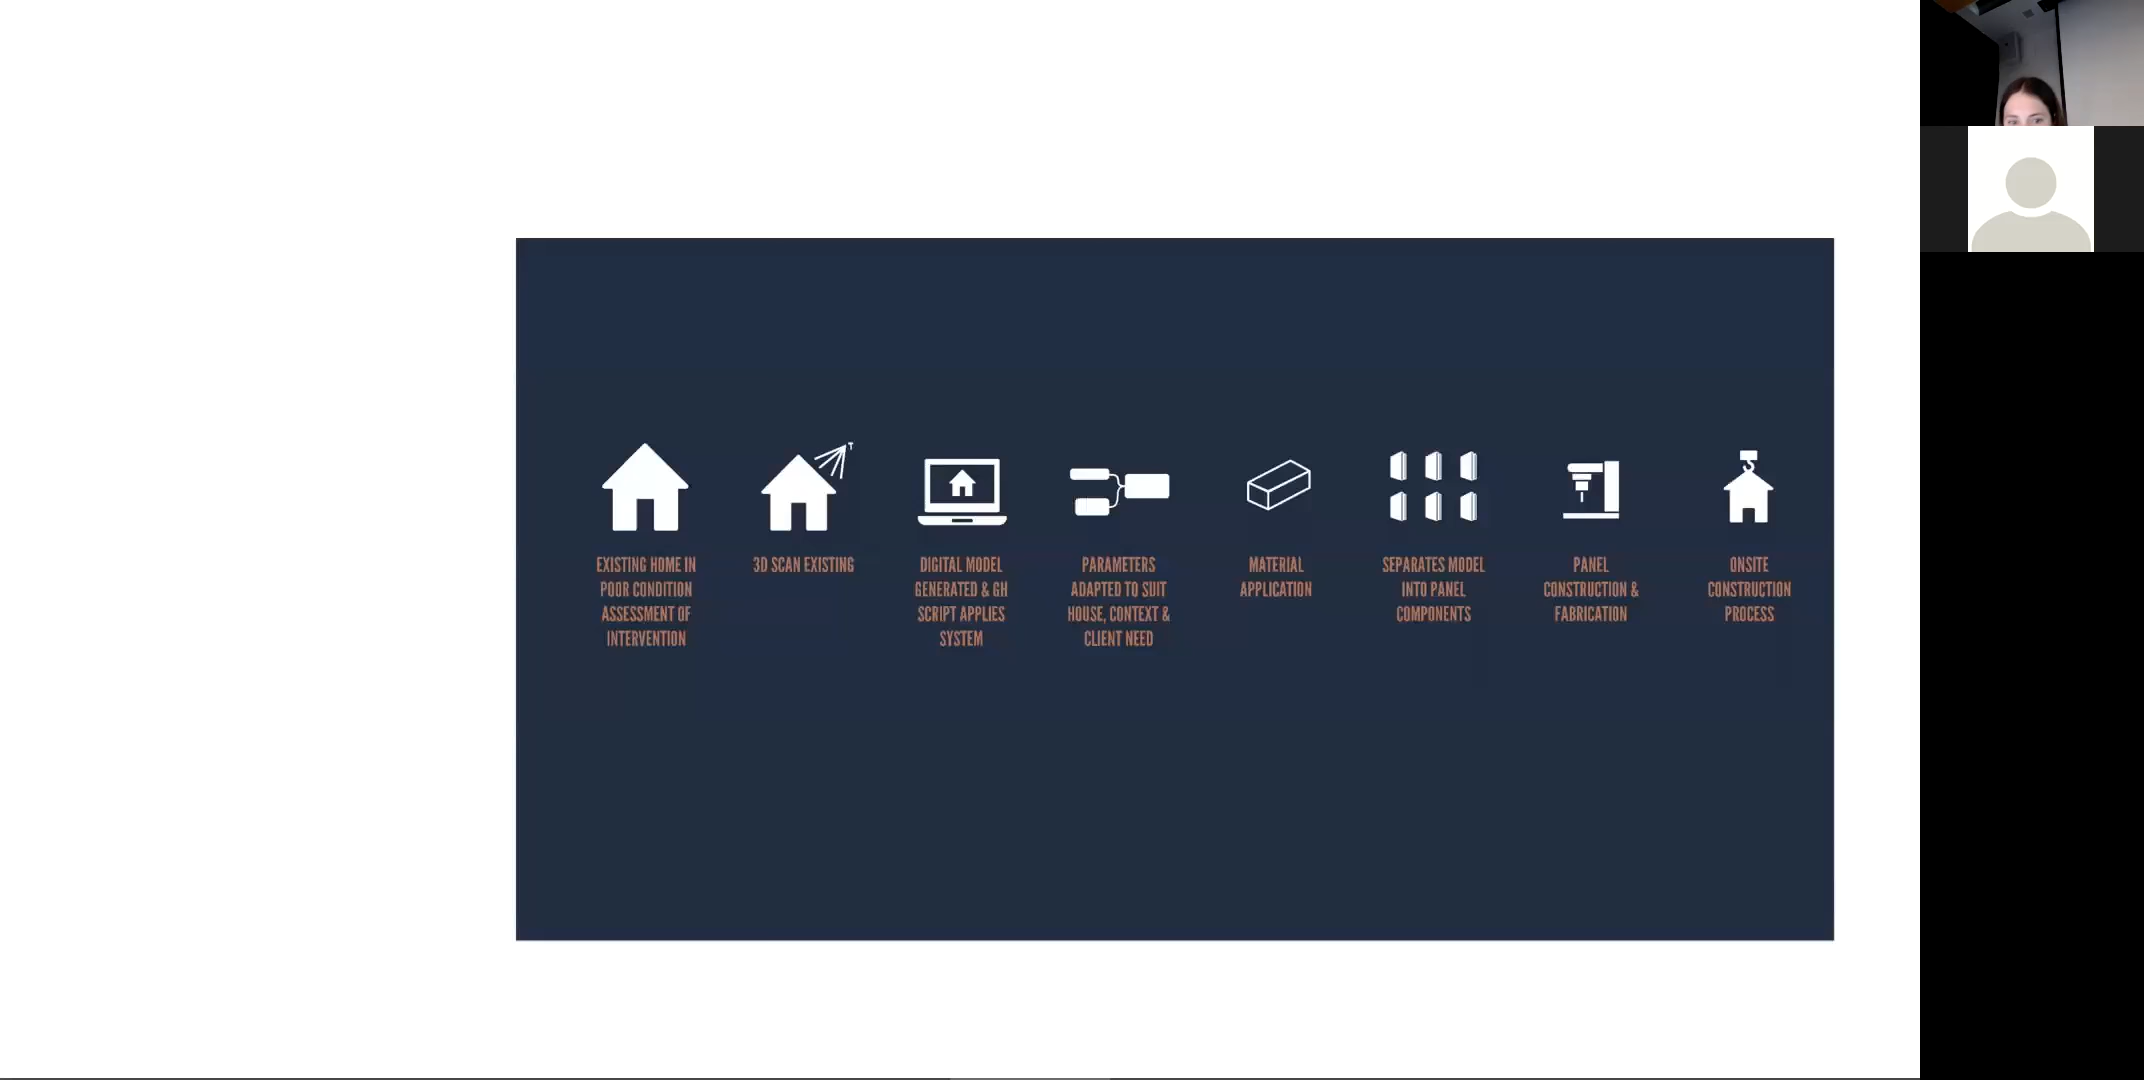 EXISTING HOME IN
POOR CONDITION
ASSESSMENT OF
INTERVENTION
3D SCAN EXISTING
DIGITAL MODEL
GENERATED & GH
SCRIPT APPLIES
SYSTEM
PARAMETERS
ADAPTED TO SUIT
HOUSE, CONTEXT &
CLIENT NEED
MATERIAL
APPLICATION
SEPARATES MODEL
INTO PANEL
COMPONENTS
PANEL
CONSTRUCTION &
FABRICATION
ONSITE
CONSTRUCTION
PROCESS